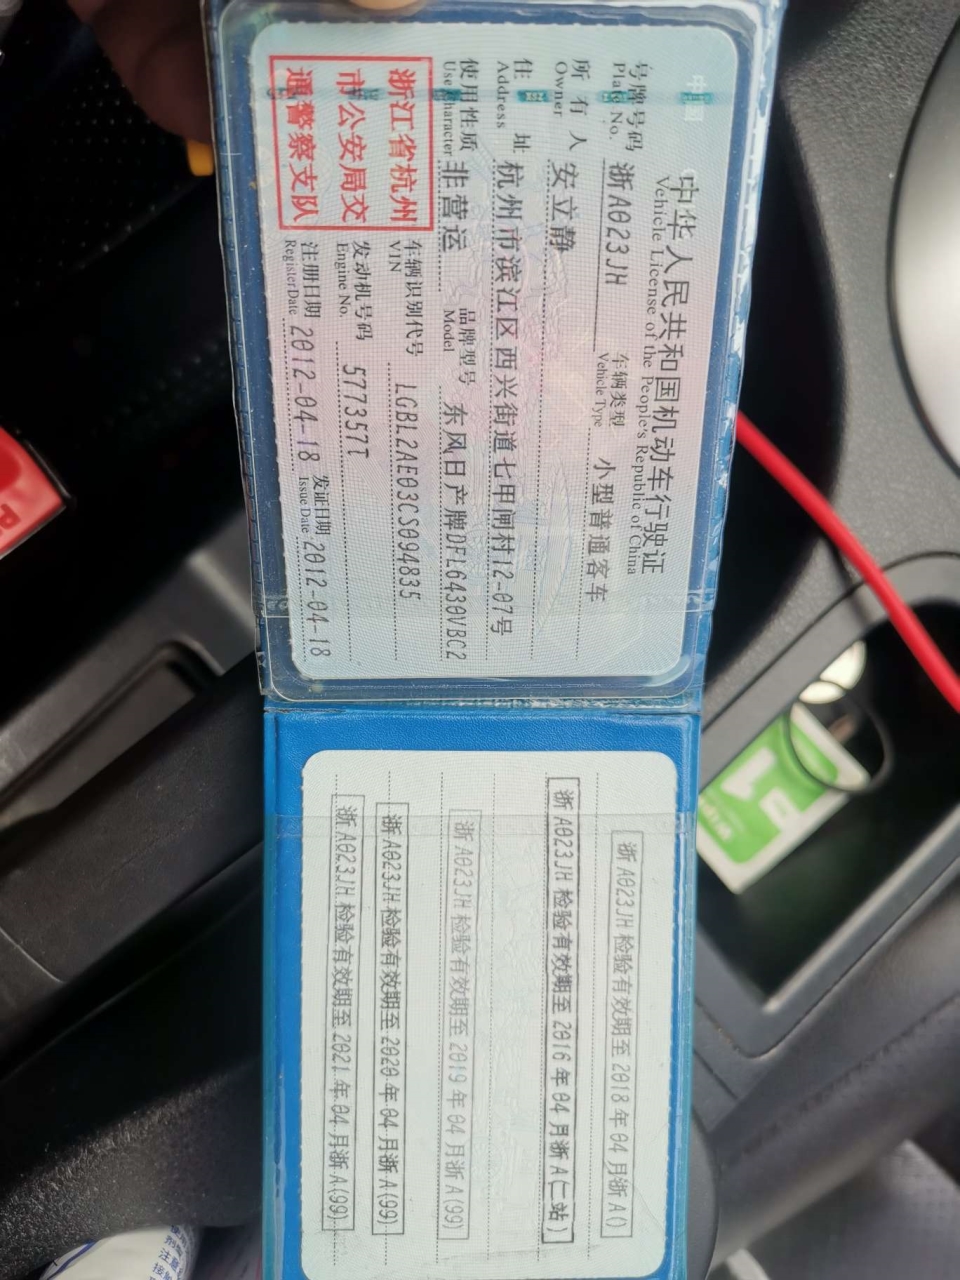 中华人民共和国机动车行驶证
Vehicle License of the People's Republic of China
号牌号码 浙A023JH 车辆类型 小型普通客车
Plate No. Vehicle Type
所有人 安立静
Owner
住址 杭州市滨江区西兴街道七甲闸村12-07号
Address
使用性质 非营运 品牌型号 东风日产牌DFL6430VBC2
Use Character Model
浙江省杭州
市公安局交
通警察支队
车辆识别代号 LGBL2AE03CS094835
VIN
发动机号码 577357T
Engine No.
注册日期 2012-04-18 发证日期 2012-04-18
Register Date Issue Date
浙A023JH检验有效期至2018年04月浙A()
浙A023JH检验有效期至2016年04月浙A(仁站)
浙A023JH检验有效期至2019年04月浙A(99)
浙A023JH检验有效期至2020年04月浙A(99)
浙A023JH检验有效期至2021年04月浙A(99)